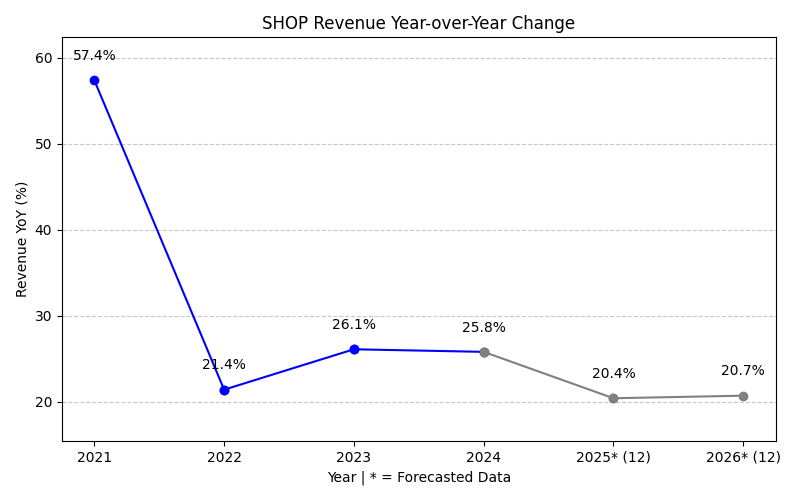 SHOP Revenue Year-over-Year Change
57.4%
21.4%
26.1%
25.8%
20.4%
20.7%
60
50
40
30
20
Revenue YoY (%)
2021 2022 2023 2024 2025* (12) 2026* (12)
Year | * = Forecasted Data